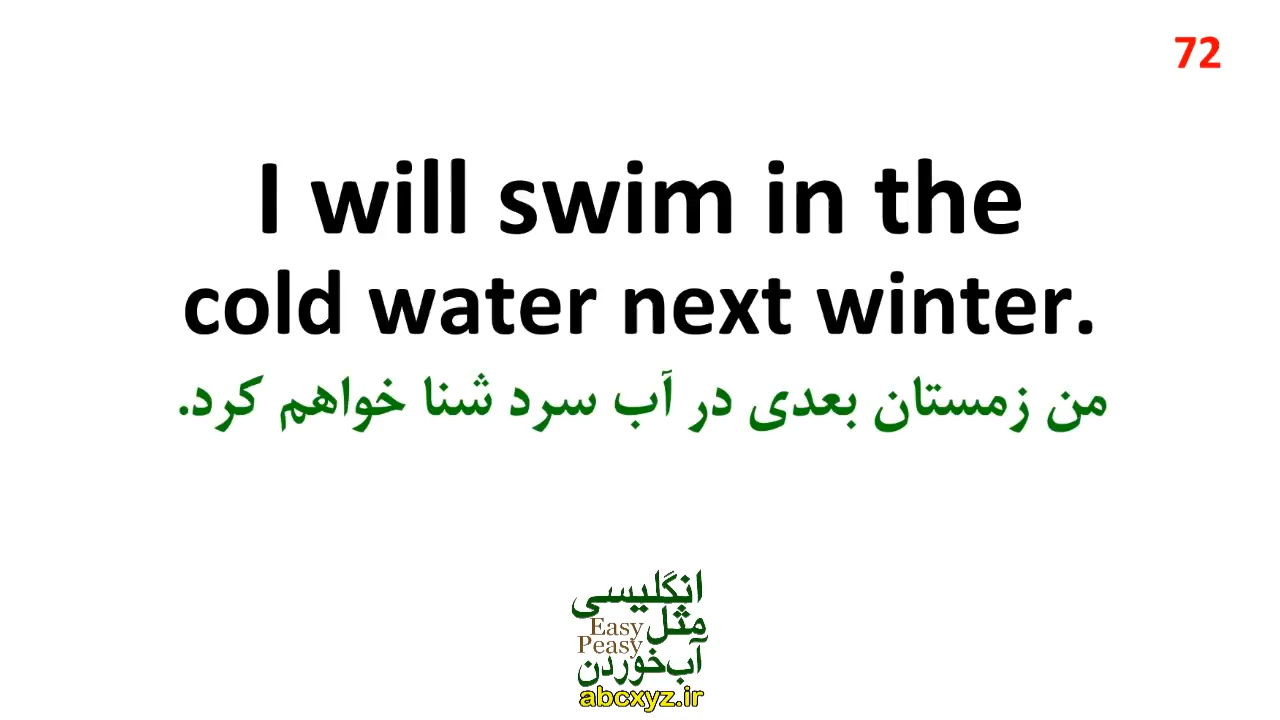 72
I will swim in the
cold water next winter.
من زمستان بعدی در آب سرد شنا خواهم کرد.
انگلیسی
مثل
Easy
Peasy
آب‌خوردن
abcxyz.ir